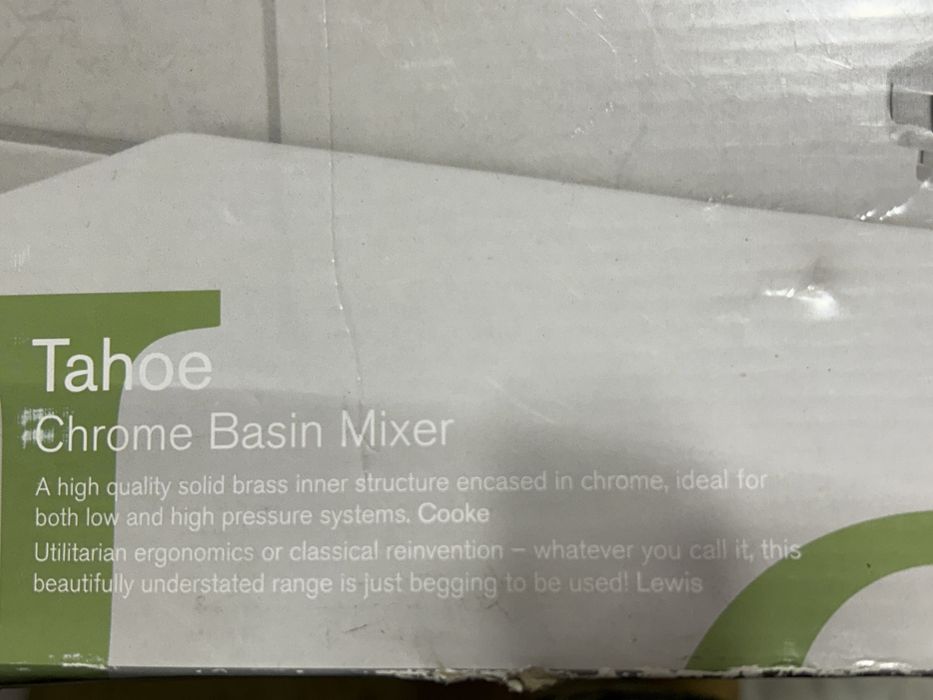 Tahoe
Chrome Basin Mixer
A high quality solid brass inner structure encased in chrome, ideal for
both low and high pressure systems. Cooke
Utilitarian ergonomics or classical reinvention – whatever you call it, this
beautifully understated range is just begging to be used! Lewis